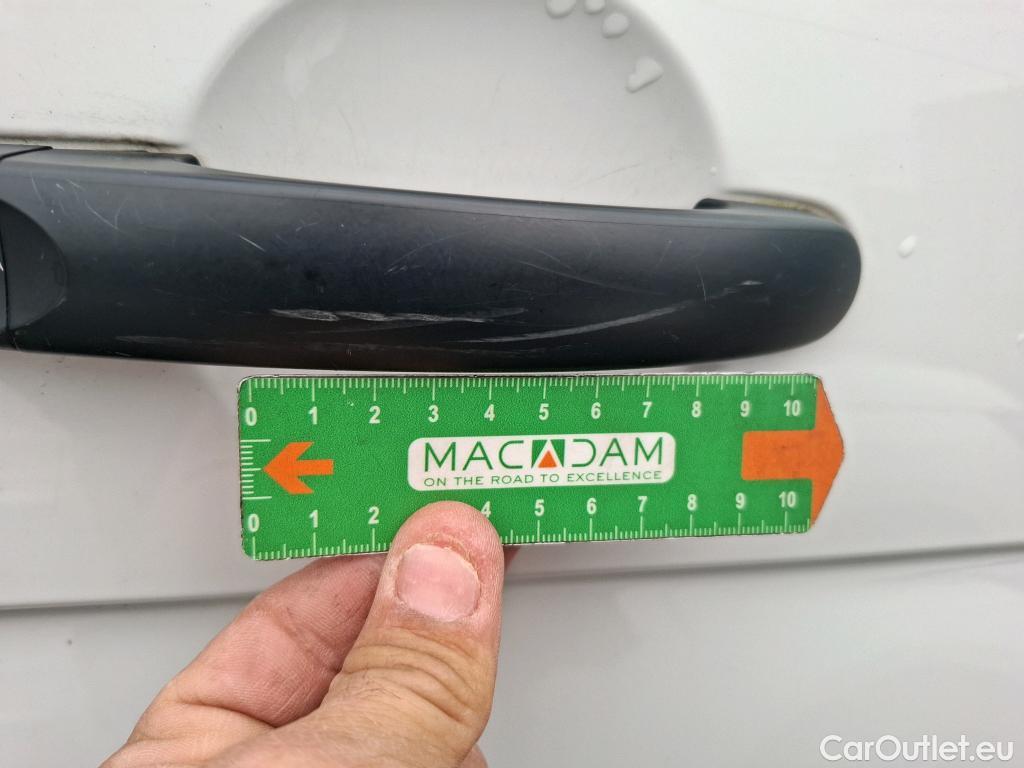 0 1 2 3 4 5 6 7 8 9 10
MACADAM
ON THE ROAD TO EXCELLENCE
0 1 2 4 5 6 7 8 9 10
CarOutlet.eu